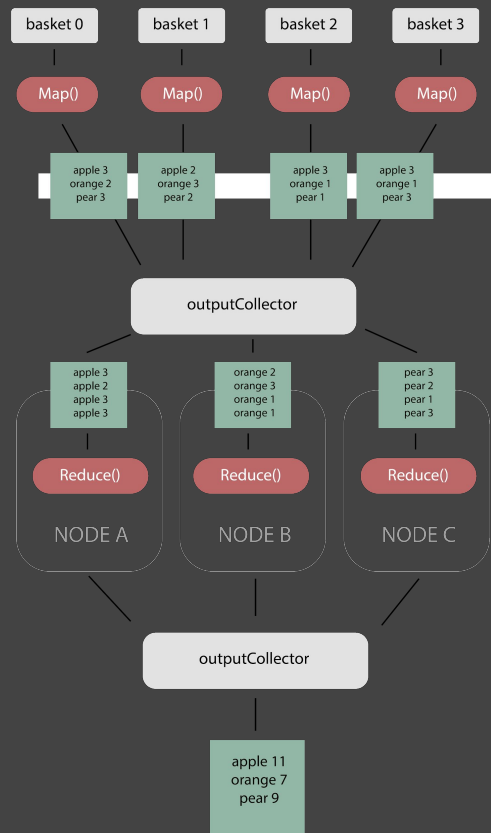 basket 0
basket 1
basket 2
basket 3
Map()
Map()
Map()
Map()
apple 3
orange 2
pear 3
apple 2
orange 3
pear 2
apple 3
orange 1
pear 1
apple 3
orange 1
pear 3
outputCollector
apple 3
apple 2
apple 3
apple 3
Reduce()
NODE A
orange 2
orange 3
orange 1
orange 1
Reduce()
NODE B
pear 3
pear 2
pear 1
pear 3
Reduce()
NODE C
outputCollector
apple 11
orange 7
pear 9